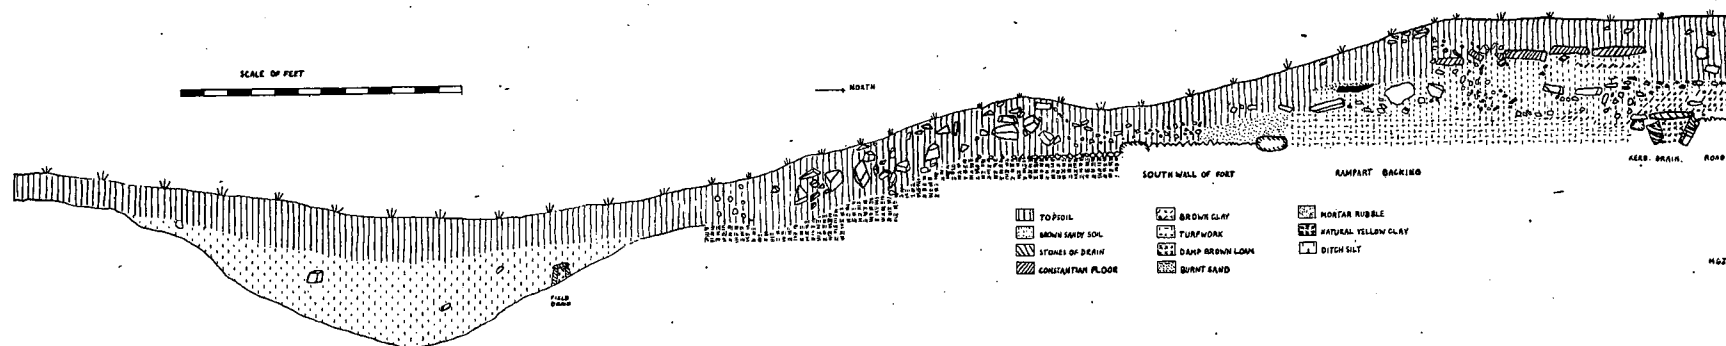 SCALE OF FEET
NORTH
SOUTH WALL OF FORT
RAMPART BACKING
KERB. DRAIN. ROAD
FIELD
DRAIN
TOPSOIL
BROWN SANDY SOIL
STONES OF DRAIN
CONSTANTIAN FLOOR
BROWN CLAY
TURFWORK
DAMP BROWN LOAM
BURNT SAND
MORTAR RUBBLE
NATURAL YELLOW CLAY
DITCH SILT